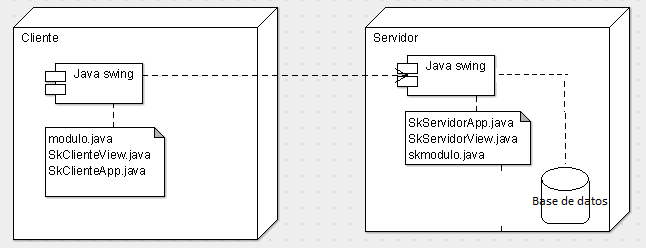 Cliente
Java swing
modulo.java
SkClienteView.java
SkClienteApp.java
Servidor
Java swing
SkServidorApp.java
SkServidorView.java
skmodulo.java
Base de datos